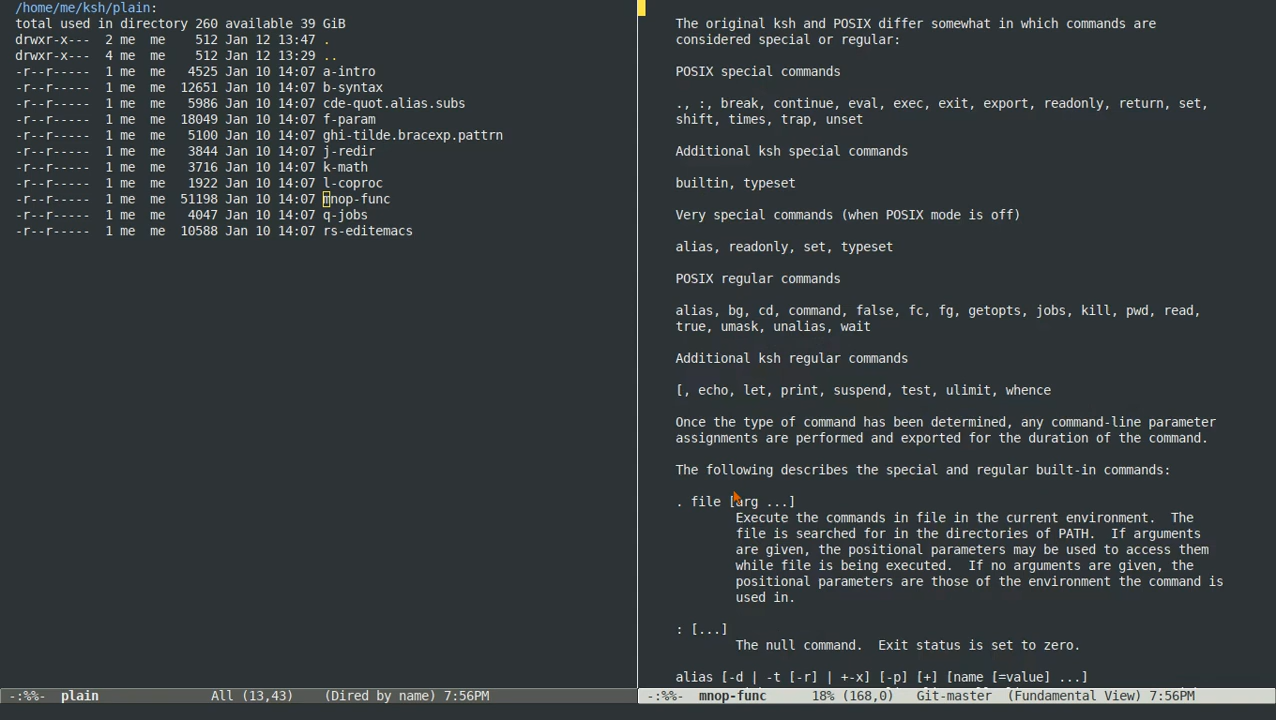 /home/me/ksh/plain:
total used in directory 260 available 39 GiB
drwxr-x--- 2 me me 512 Jan 12 13:47 .
drwxr-x--- 4 me me 512 Jan 12 13:29 ..
-r--r----- 1 me me 4525 Jan 10 14:07 a-intro
-r--r----- 1 me me 12651 Jan 10 14:07 b-syntax
-r--r----- 1 me me 5986 Jan 10 14:07 cde-quot.alias.subs
-r--r----- 1 me me 18049 Jan 10 14:07 f-param
-r--r----- 1 me me 5100 Jan 10 14:07 ghi-tilde.bracexp.pattrn
-r--r----- 1 me me 3844 Jan 10 14:07 j-redir
-r--r----- 1 me me 3716 Jan 10 14:07 k-math
-r--r----- 1 me me 1922 Jan 10 14:07 l-coproc
-r--r----- 1 me me 51198 Jan 10 14:07 mnop-func
-r--r----- 1 me me 4047 Jan 10 14:07 q-jobs
-r--r----- 1 me me 10588 Jan 10 14:07 rs-editemacs
-:%%- plain All (13,43) (Dired by name) 7:56PM
The original ksh and POSIX differ somewhat in which commands are
considered special or regular:
POSIX special commands
., :, break, continue, eval, exec, exit, export, readonly, return, set,
shift, times, trap, unset
Additional ksh special commands
builtin, typeset
Very special commands (when POSIX mode is off)
alias, readonly, set, typeset
POSIX regular commands
alias, bg, cd, command, false, fc, fg, getopts, jobs, kill, pwd, read,
true, umask, unalias, wait
Additional ksh regular commands
[, echo, let, print, suspend, test, ulimit, whence
Once the type of command has been determined, any command-line parameter
assignments are performed and exported for the duration of the command.
The following describes the special and regular built-in commands:
. file [arg ...]
Execute the commands in file in the current environment. The
file is searched for in the directories of PATH. If arguments
are given, the positional parameters may be used to access them
while file is being executed. If no arguments are given, the
positional parameters are those of the environment the command is
used in.
: [...]
The null command. Exit status is set to zero.
alias [-d | -t [-r] | +-x] [-p] [+] [name [=value] ...]
-:%%- mnop-func 18% (168,0) Git-master (Fundamental View) 7:56PM